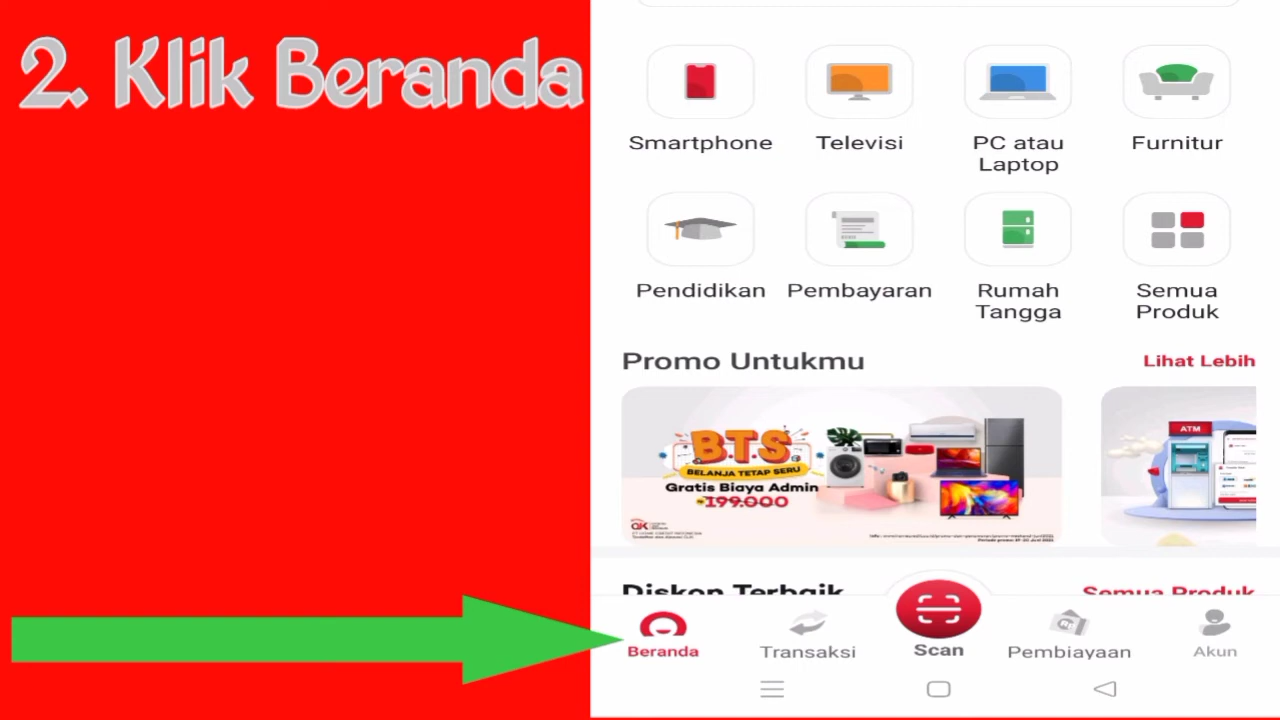 2. Klik Beranda
Smartphone
Televisi
PC atau
Laptop
Furnitur
Pendidikan
Pembayaran
Rumah
Tangga
Semua
Produk
Promo Untukmu
Lihat Lebih
B.T.S.
BELANJA TETAP SERU
Gratis Biaya Admin
199.000
ATM
Diskon Terbaik
Semua Produk
Beranda
Transaksi
Scan
Pembiayaan
Akun